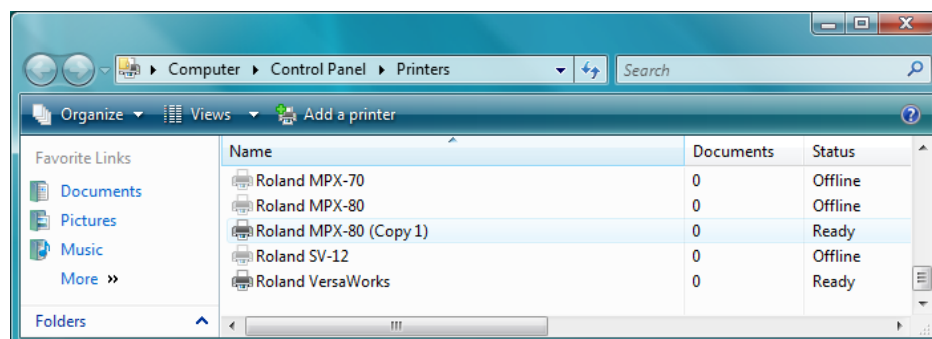 Computer Control Panel Printers Search
Organize Views Add a printer
Favorite Links
Documents
Pictures
Music
More
Folders
Name Documents Status
Roland MPX-70 0 Offline
Roland MPX-80 0 Offline
Roland MPX-80 (Copy 1) 0 Ready
Roland SV-12 0 Offline
Roland VersaWorks 0 Ready